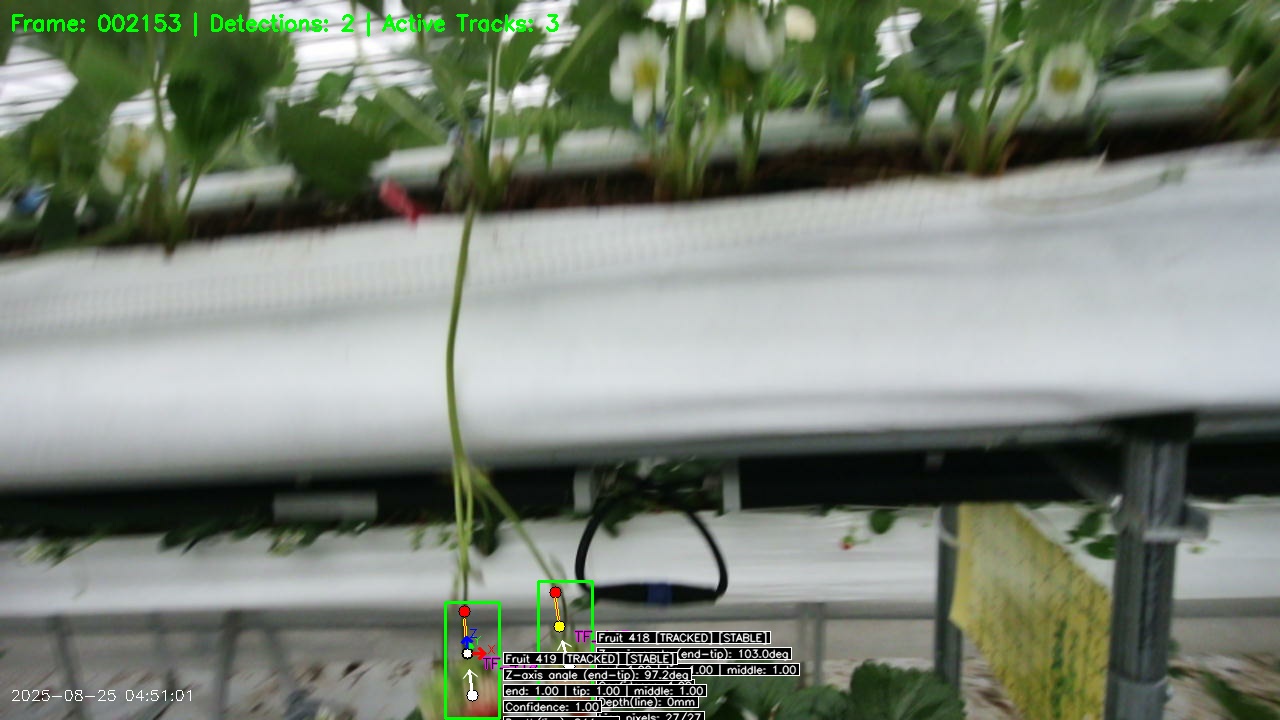 Frame: 002153 | Detections: 2 | Active Tracks: 3
Fruit 418 [TRACKED] [STABLE]
(end-tip): 103.0deg
1.00 | middle: 1.00
Fruit 419 [TRACKED] [STABLE]
Z-axis angle (end-tip): 97.2deg
end: 1.00 | tip: 1.00 | middle: 1.00
Confidence: 1.00
Depth(line): 0mm
pixels: 27/27
Z
X
TF
TF
2025-08-25 04:51:01